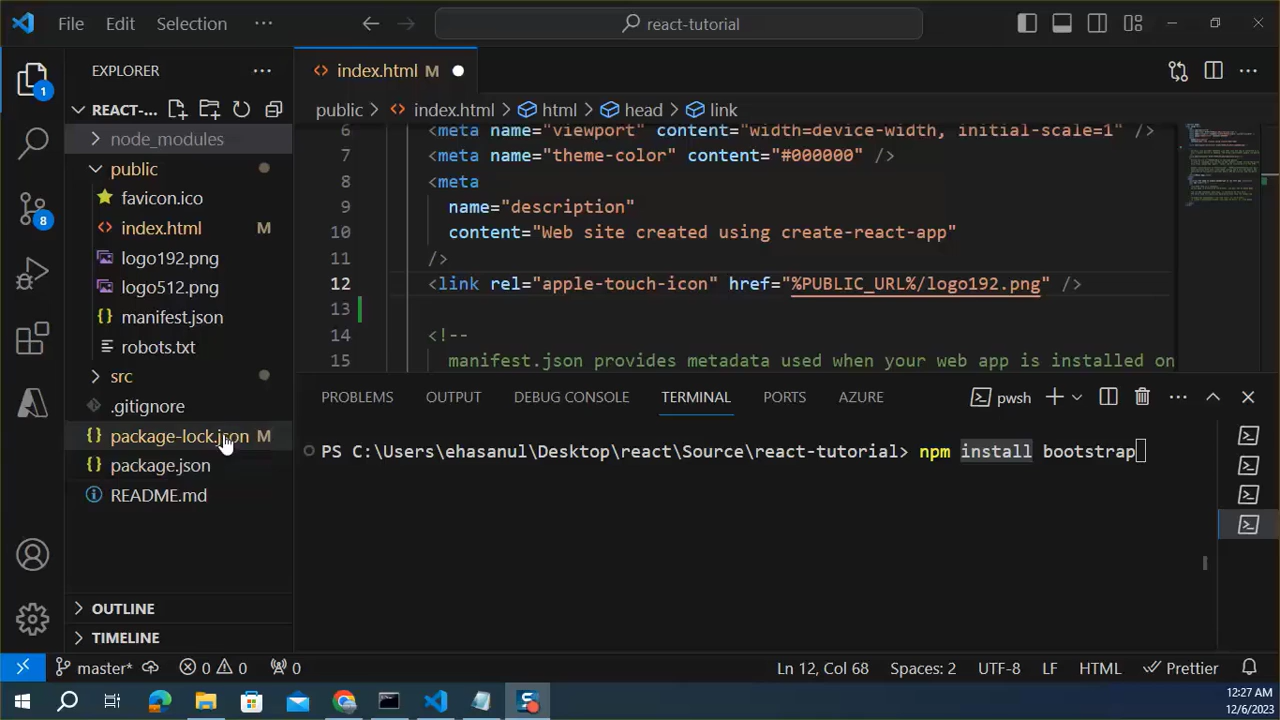 File Edit Selection ··· react-tutorial
EXPLORER ···
index.html M
REACT-...
public > index.html > html > head > link
node_modules
public
favicon.ico
index.html M
logo192.png
logo512.png
manifest.json
robots.txt
src
.gitignore
package-lock.json M
package.json
README.md
OUTLINE
TIMELINE
1
8
6 <meta name="viewport" content="width=device-width, initial-scale=1" />
7 <meta name="theme-color" content="#000000" />
8 <meta
9 name="description"
10 content="Web site created using create-react-app"
11 />
12 <link rel="apple-touch-icon" href="%PUBLIC_URL%/logo192.png" />
13
14 <!--
15 manifest.json provides metadata used when your web app is installed on
PROBLEMS OUTPUT DEBUG CONSOLE TERMINAL PORTS AZURE pwsh
PS C:\Users\ehasanul\Desktop\react\Source\react-tutorial> npm install bootstrap
master* 0 0 0 Ln 12, Col 68 Spaces: 2 UTF-8 LF HTML Prettier
12:27 AM
12/6/2023